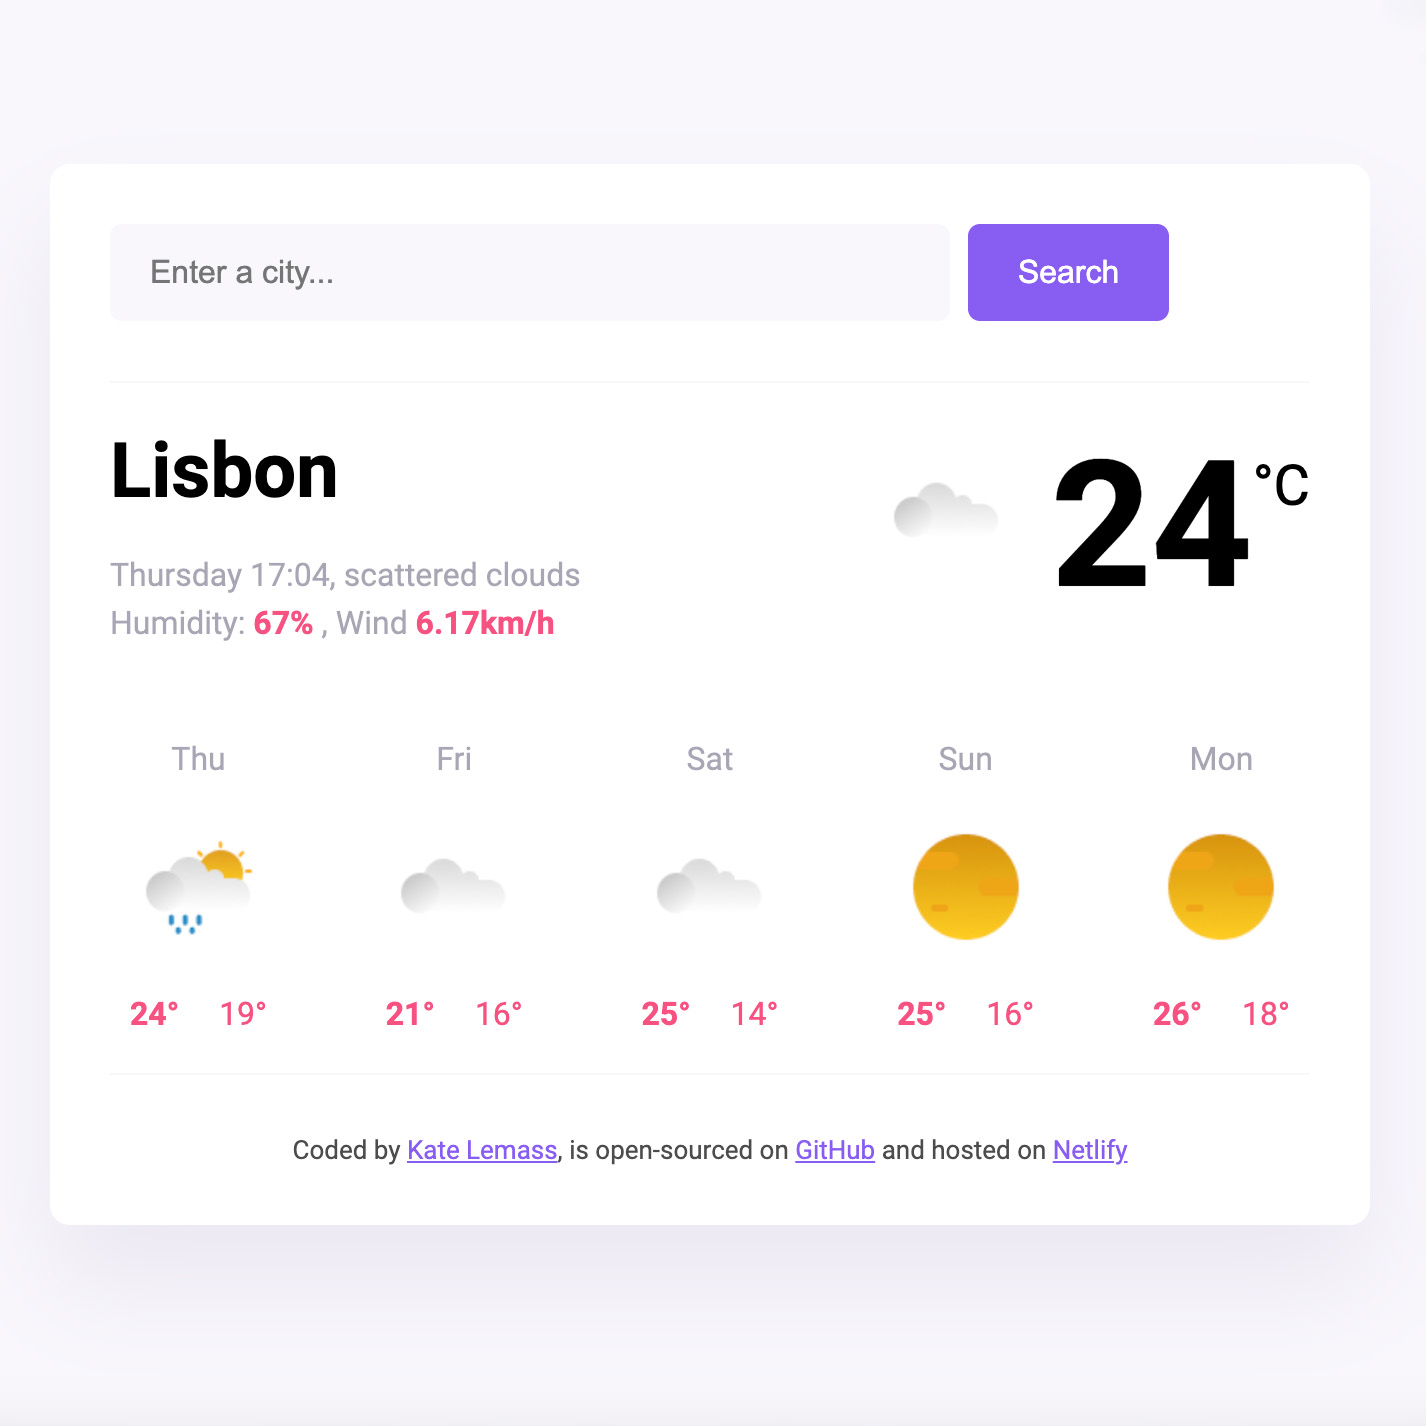 Enter a city...
Search
Lisbon
24 °C
Thursday 17:04, scattered clouds
Humidity: 67% , Wind 6.17km/h
Thu Fri Sat Sun Mon
24° 19° 21° 16° 25° 14° 25° 16° 26° 18°
Coded by Kate Lemass, is open-sourced on GitHub and hosted on Netlify